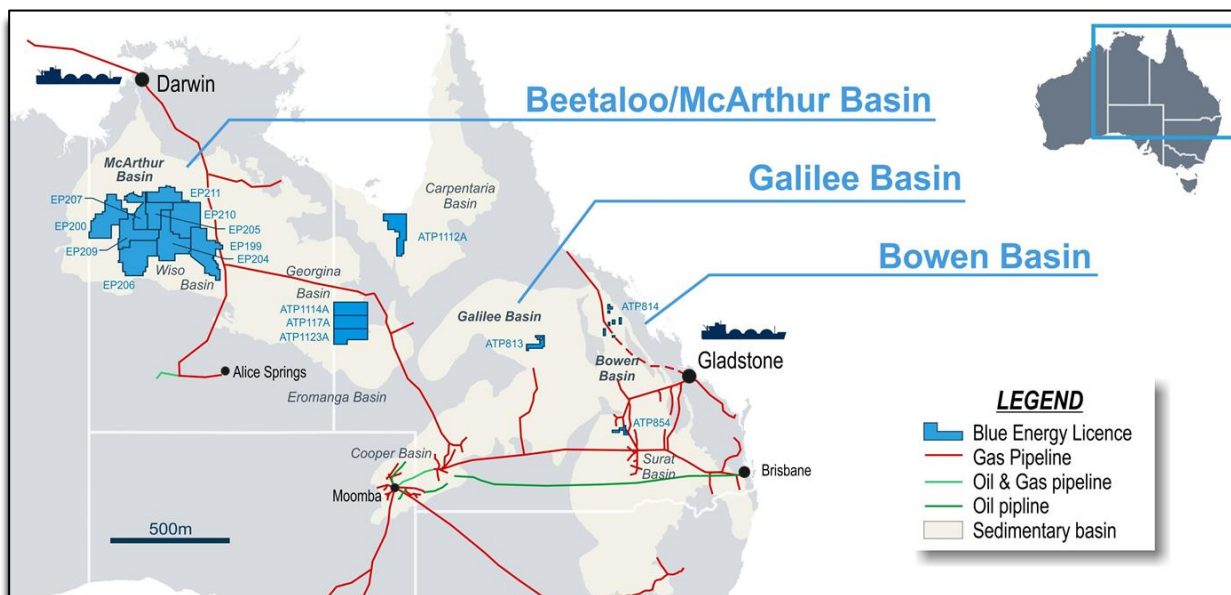 Darwin
Beetaloo/McArthur Basin
McArthur
Basin
Carpentaria
Basin
Galilee Basin
EP207
EP211
EP200
EP210
EP205
ATP1112A
EP209
EP199
EP204
Wiso
Basin
EP206
Georgina
Basin
Bowen Basin
ATP1114A
ATP117A
ATP1123A
Galilee Basin
ATP814
ATP813
Bowen
Basin
Gladstone
Alice Springs
Eromanga Basin
ATP854
Cooper Basin
Surat
Basin
Moomba
Brisbane
500m
LEGEND
Blue Energy Licence
Gas Pipeline
Oil & Gas pipeline
Oil pipline
Sedimentary basin